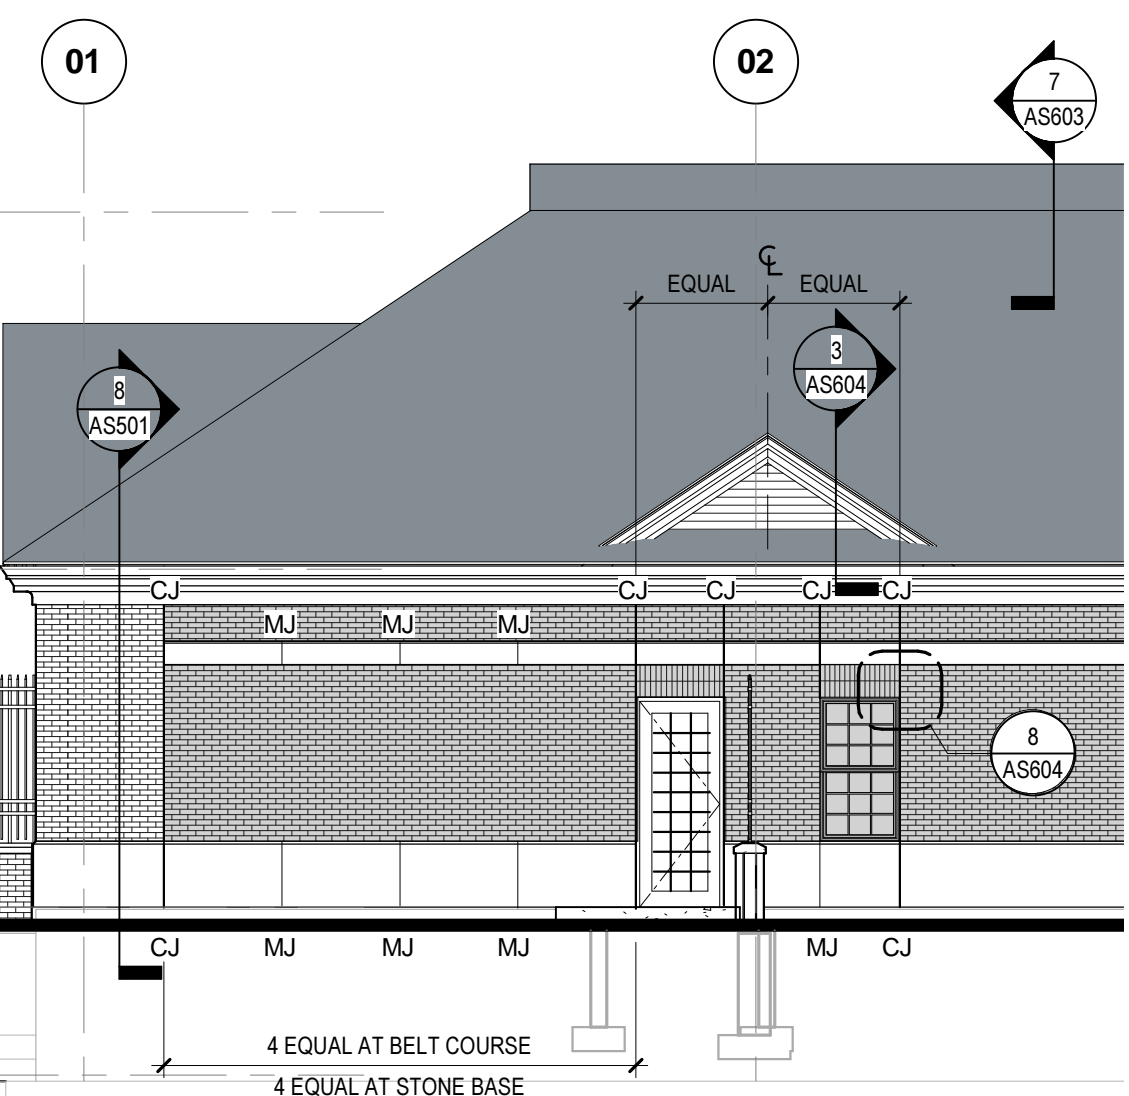 01
02
7
AS603
℄
EQUAL EQUAL
3
AS604
8
AS501
CJ CJ CJ CJ CJ
MJ MJ MJ
8
AS604
CJ MJ MJ MJ MJ CJ
4 EQUAL AT BELT COURSE
4 EQUAL AT STONE BASE